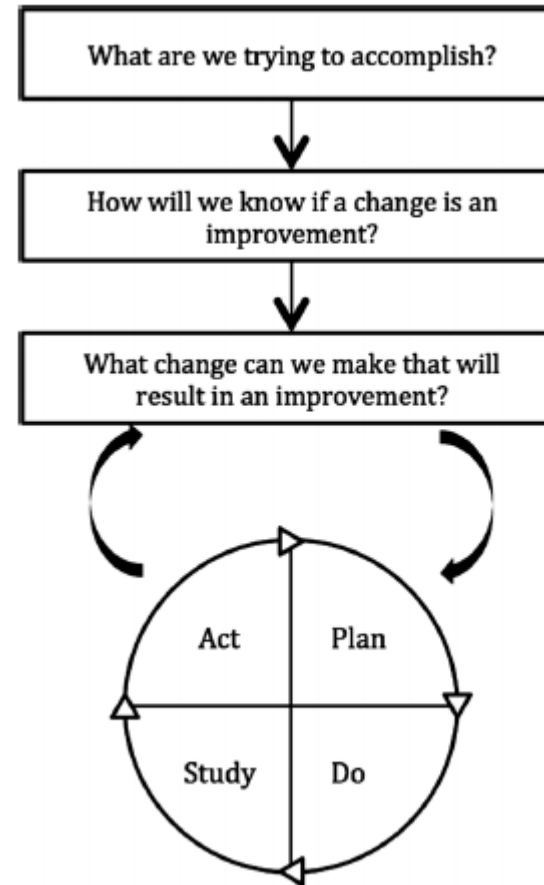 What are we trying to accomplish?
How will we know if a change is an
improvement?
What change can we make that will
result in an improvement?
Act
Plan
Study
Do